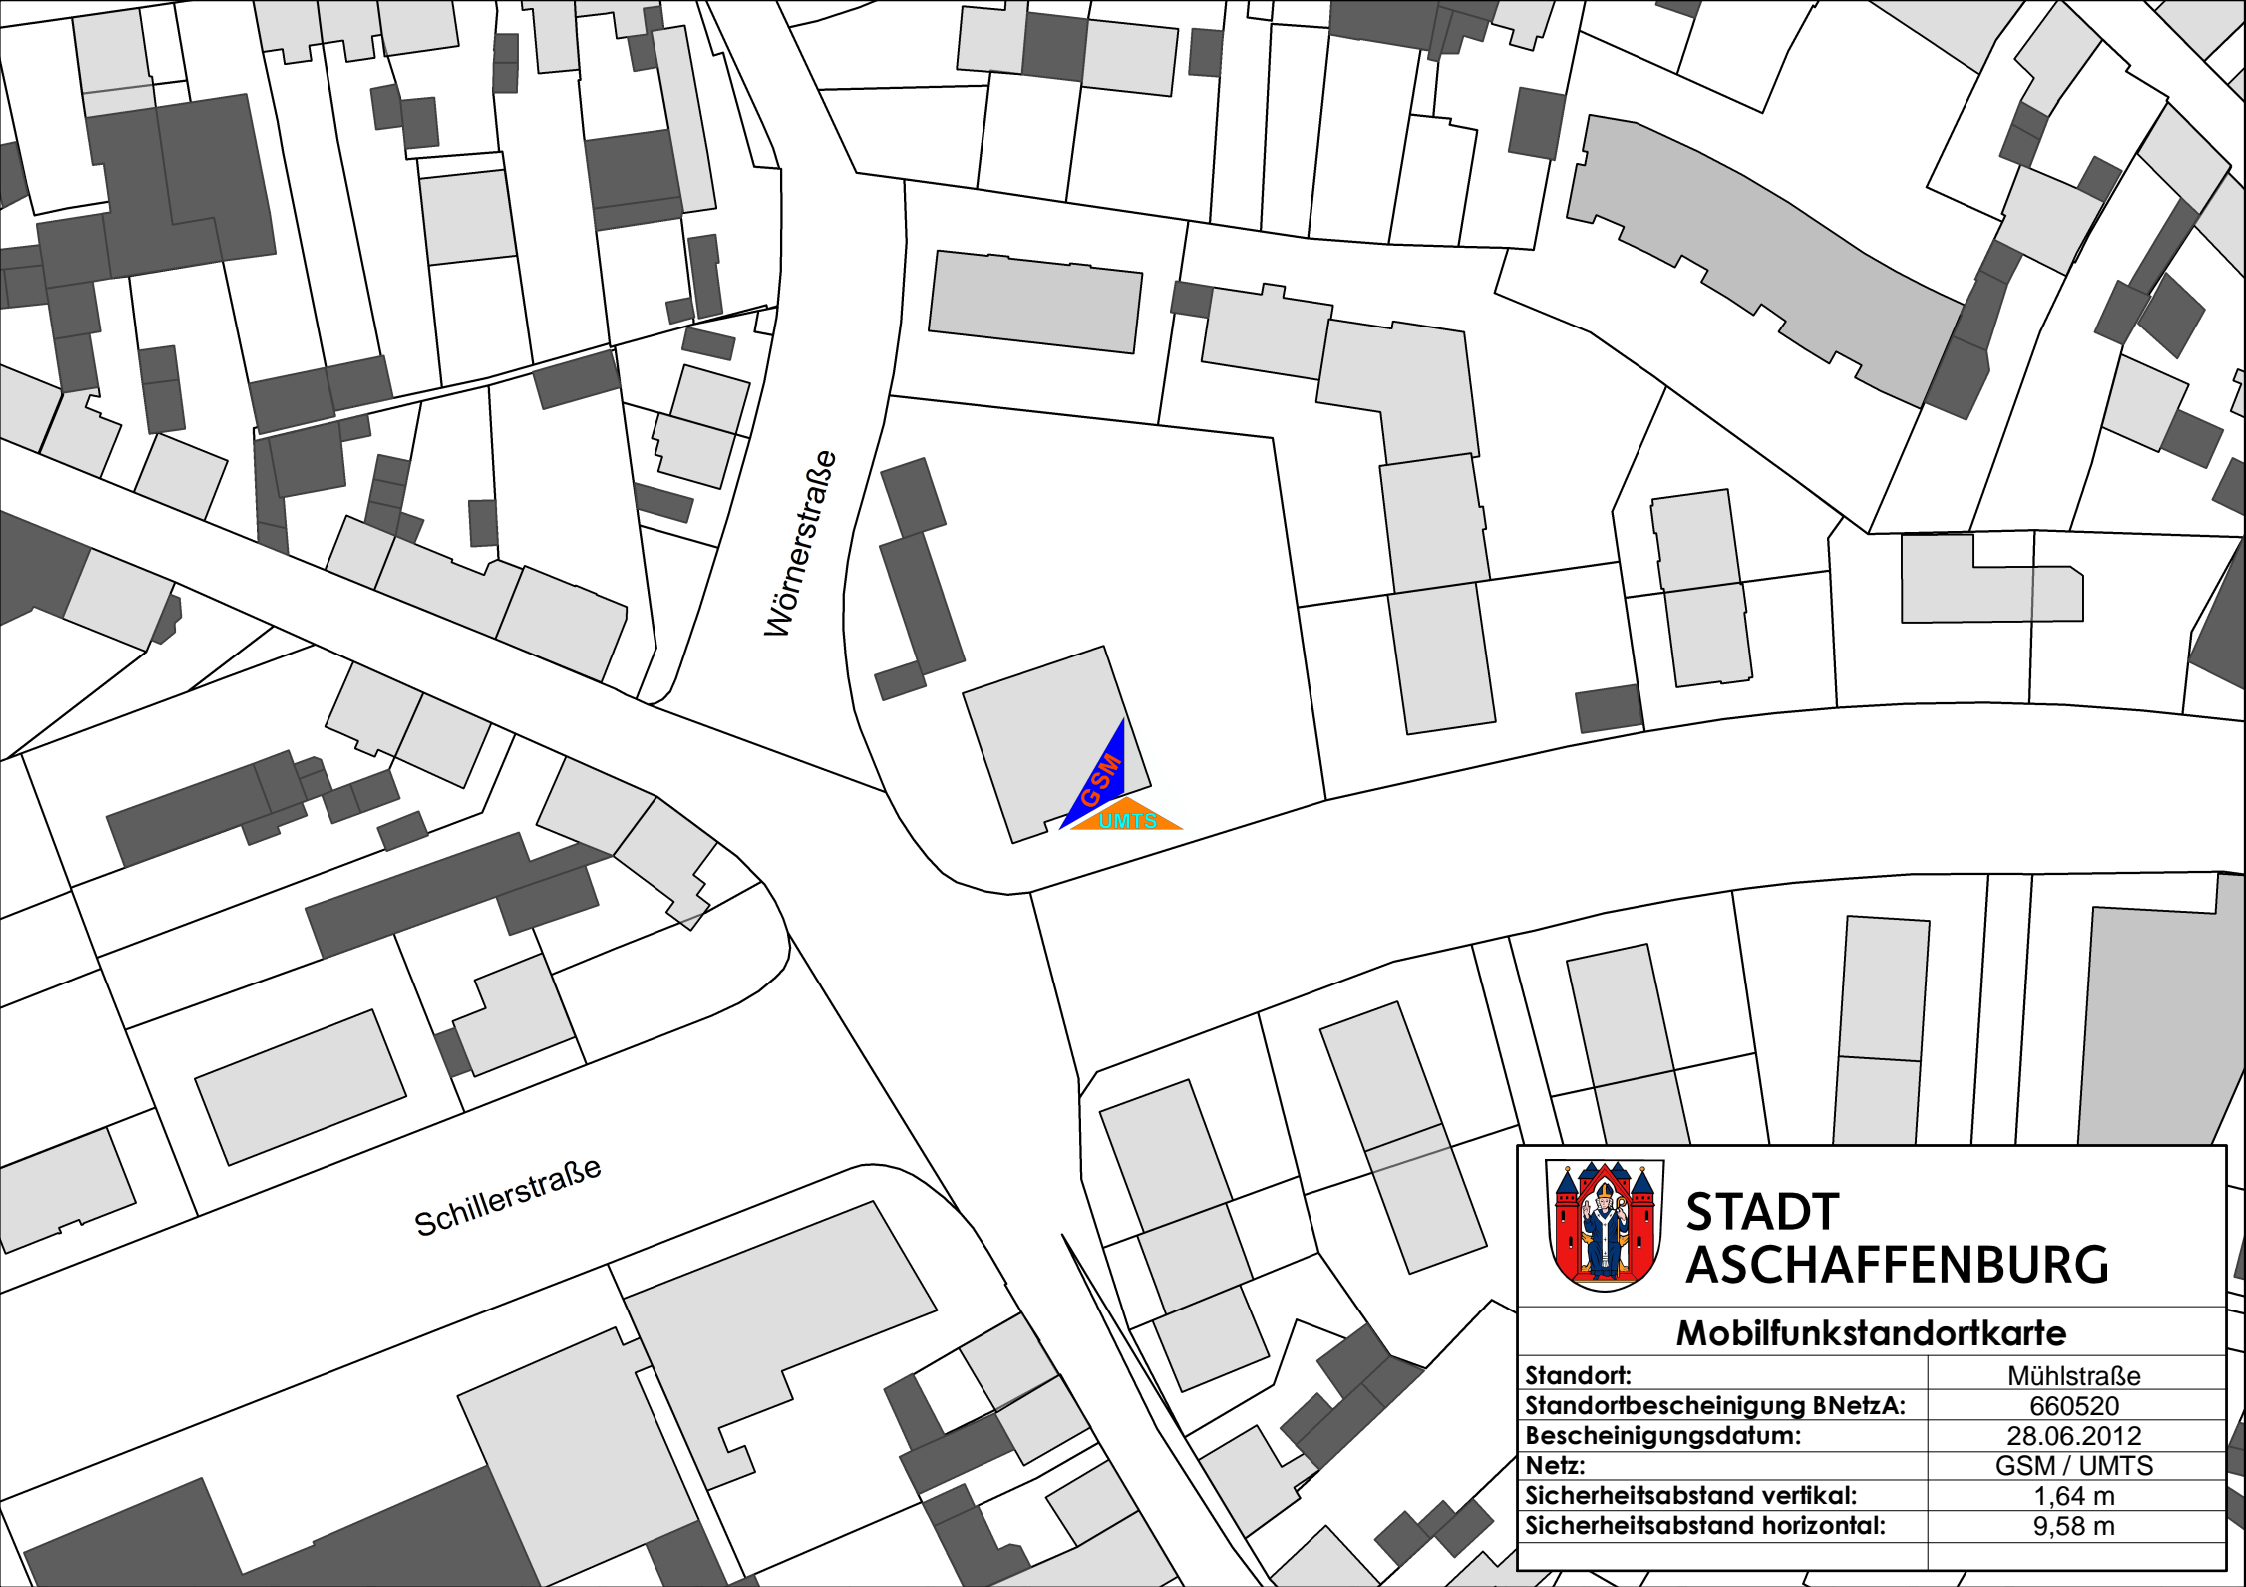 Wörnerstraße
GSM
UMTS
Schillerstraße
STADT
ASCHAFFENBURG
Mobilfunkstandortkarte
Standort: Mühlstraße
Standortbescheinigung BNetzA: 660520
Bescheinigungsdatum: 28.06.2012
Netz: GSM / UMTS
Sicherheitsabstand vertikal: 1,64 m
Sicherheitsabstand horizontal: 9,58 m